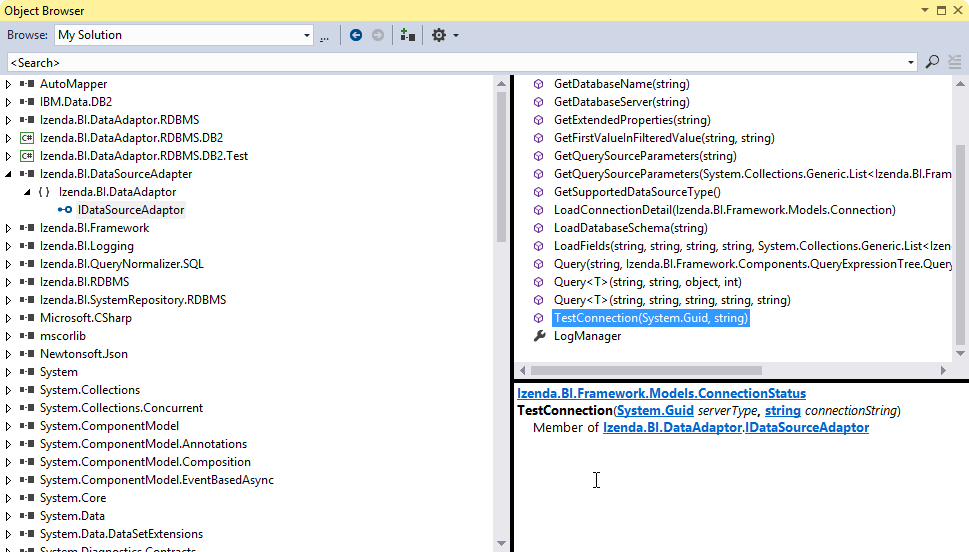 Object Browser
Browse: My Solution ...
<Search>
AutoMapper
IBM.Data.DB2
Izenda.BI.DataAdaptor.RDBMS
C# Izenda.BI.DataAdaptor.RDBMS.DB2
C# Izenda.BI.DataAdaptor.RDBMS.DB2.Test
Izenda.BI.DataSourceAdapter
{ } Izenda.BI.DataAdaptor
IDataSourceAdaptor
Izenda.BI.Framework
Izenda.BI.Logging
Izenda.BI.QueryNormalizer.SQL
Izenda.BI.RDBMS
Izenda.BI.SystemRepository.RDBMS
Microsoft.CSharp
mscorlib
Newtonsoft.Json
System
System.Collections
System.Collections.Concurrent
System.ComponentModel
System.ComponentModel.Annotations
System.ComponentModel.Composition
System.ComponentModel.EventBasedAsync
System.Core
System.Data
System.Data.DataSetExtensions
System.Diagnostics.Contracts
GetDatabaseName(string)
GetDatabaseServer(string)
GetExtendedProperties(string)
GetFirstValueInFilteredValue(string, string)
GetQuerySourceParameters(string)
GetQuerySourceParameters(System.Collections.Generic.List<Izenda.BI.Fram
GetSupportedDataSourceType()
LoadConnectionDetail(Izenda.BI.Framework.Models.Connection)
LoadDatabaseSchema(string)
LoadFields(string, string, string, string, System.Collections.Generic.List<Izen
Query(string, Izenda.BI.Framework.Components.QueryExpressionTree.Query
Query<T>(string, string, object, int)
Query<T>(string, string, string, string, string)
TestConnection(System.Guid, string)
LogManager
Izenda.BI.Framework.Models.ConnectionStatus
TestConnection(System.Guid serverType, string connectionString)
Member of Izenda.BI.DataAdaptor.IDataSourceAdaptor